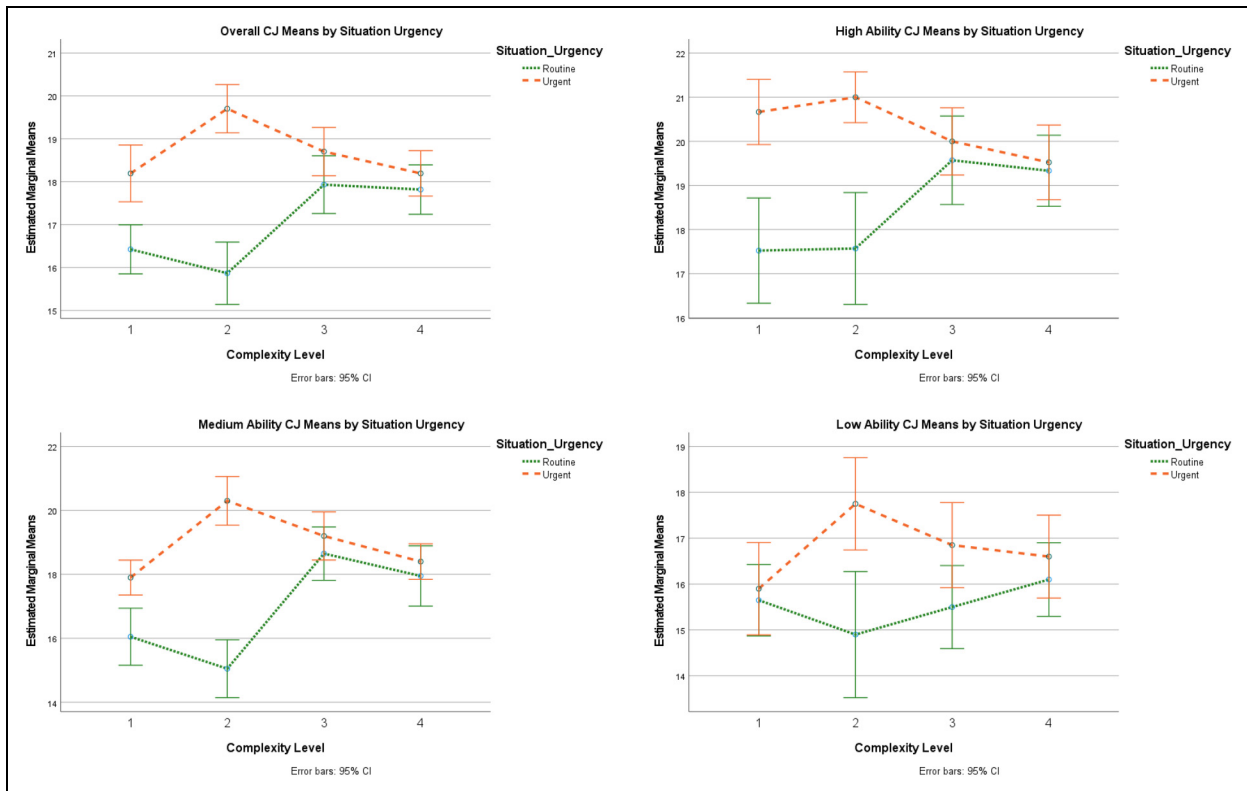 Overall CJ Means by Situation Urgency
Estimated Marginal Means
21
20
19
18
17
16
15
1 2 3 4
Complexity Level
Error bars: 95% CI
Situation_Urgency
Routine
Urgent
High Ability CJ Means by Situation Urgency
Estimated Marginal Means
22
21
20
19
18
17
16
1 2 3 4
Complexity Level
Error bars: 95% CI
Situation_Urgency
Routine
Urgent
Medium Ability CJ Means by Situation Urgency
Estimated Marginal Means
22
20
18
16
14
1 2 3 4
Complexity Level
Error bars: 95% CI
Situation_Urgency
Routine
Urgent
Low Ability CJ Means by Situation Urgency
Estimated Marginal Means
19
18
17
16
15
14
1 2 3 4
Complexity Level
Error bars: 95% CI
Situation_Urgency
Routine
Urgent